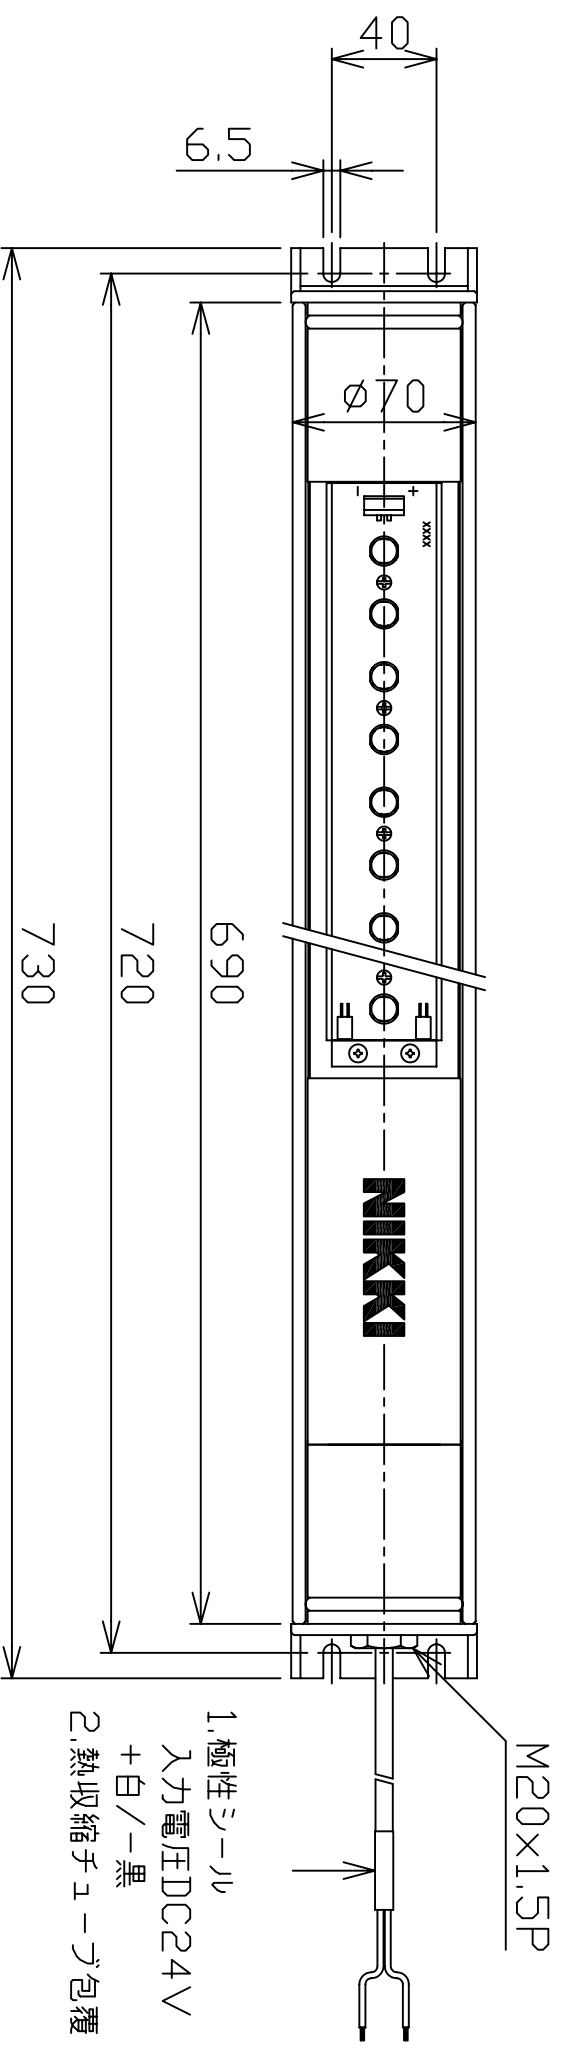 40
6.5
ø70
－
+
xxxx
690
720
730
NIKKI
M20×1.5P
1.極性シール
入力電圧DC24V
＋白／－黒
2.熱収縮チューブ包覆